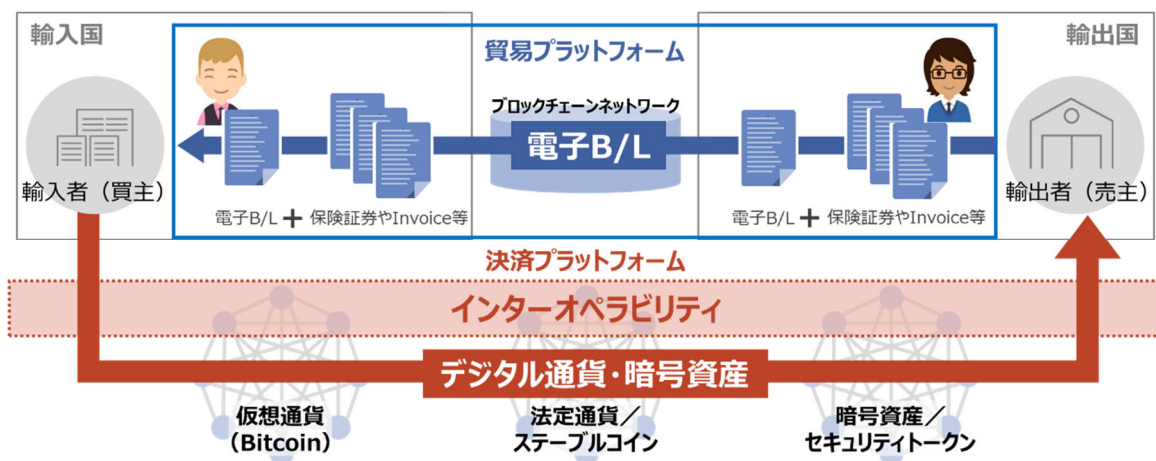 輸入国
貿易プラットフォーム
輸出国
ブロックチェーンネットワーク
電子B/L
輸入者（買主）
輸出者（売主）
電子B/L ＋ 保険証券やInvoice等
電子B/L ＋ 保険証券やInvoice等
決済プラットフォーム
インターオペラビリティ
デジタル通貨・暗号資産
仮想通貨
（Bitcoin）
法定通貨／
ステーブルコイン
暗号資産／
セキュリティトークン